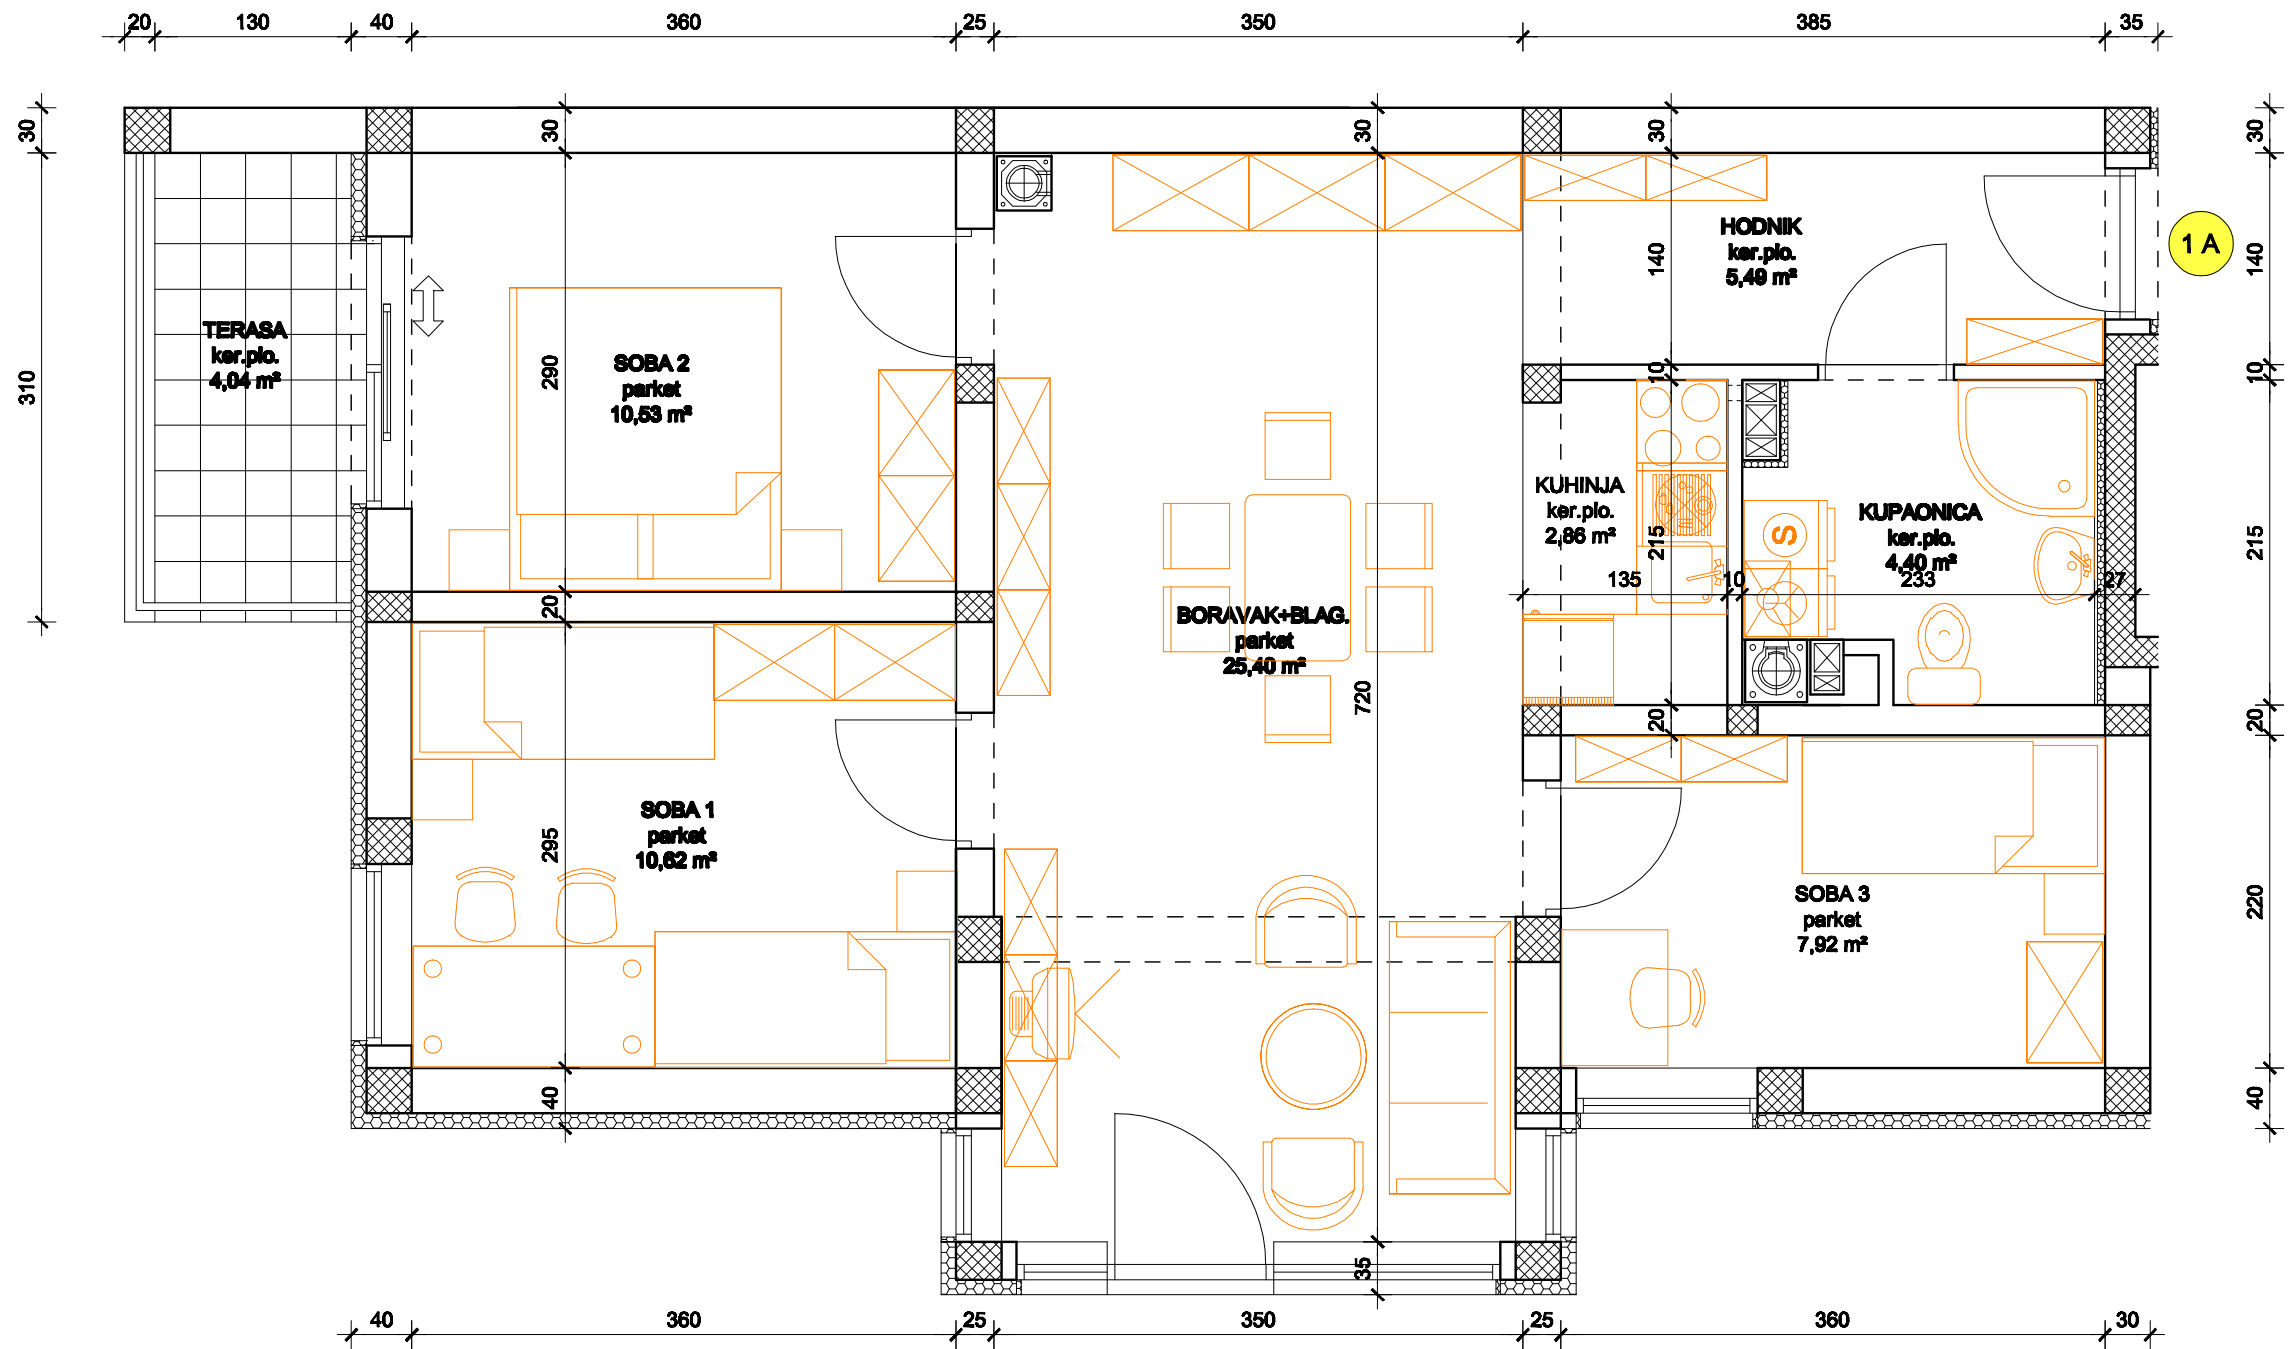 20 130 40 360 25 350 385 35
30 30 30 30 30
HODNIK
ker.plo.
5,49 m²
1 A
140 140
TERASA
ker.plo.
4,04 m²
310
SOBA 2
parket
10,53 m²
290
10 10
KUHINJA
ker.plo.
2,86 m²
215
S
KUPAONICA
ker.plo.
4,40 m²
215
135 10 233 27
20
BORAVAK+BLAG.
parket
25,40 m²
720
20 20
SOBA 1
parket
10,62 m²
295
SOBA 3
parket
7,92 m²
220
40 40
35
40 360 25 350 25 360 30